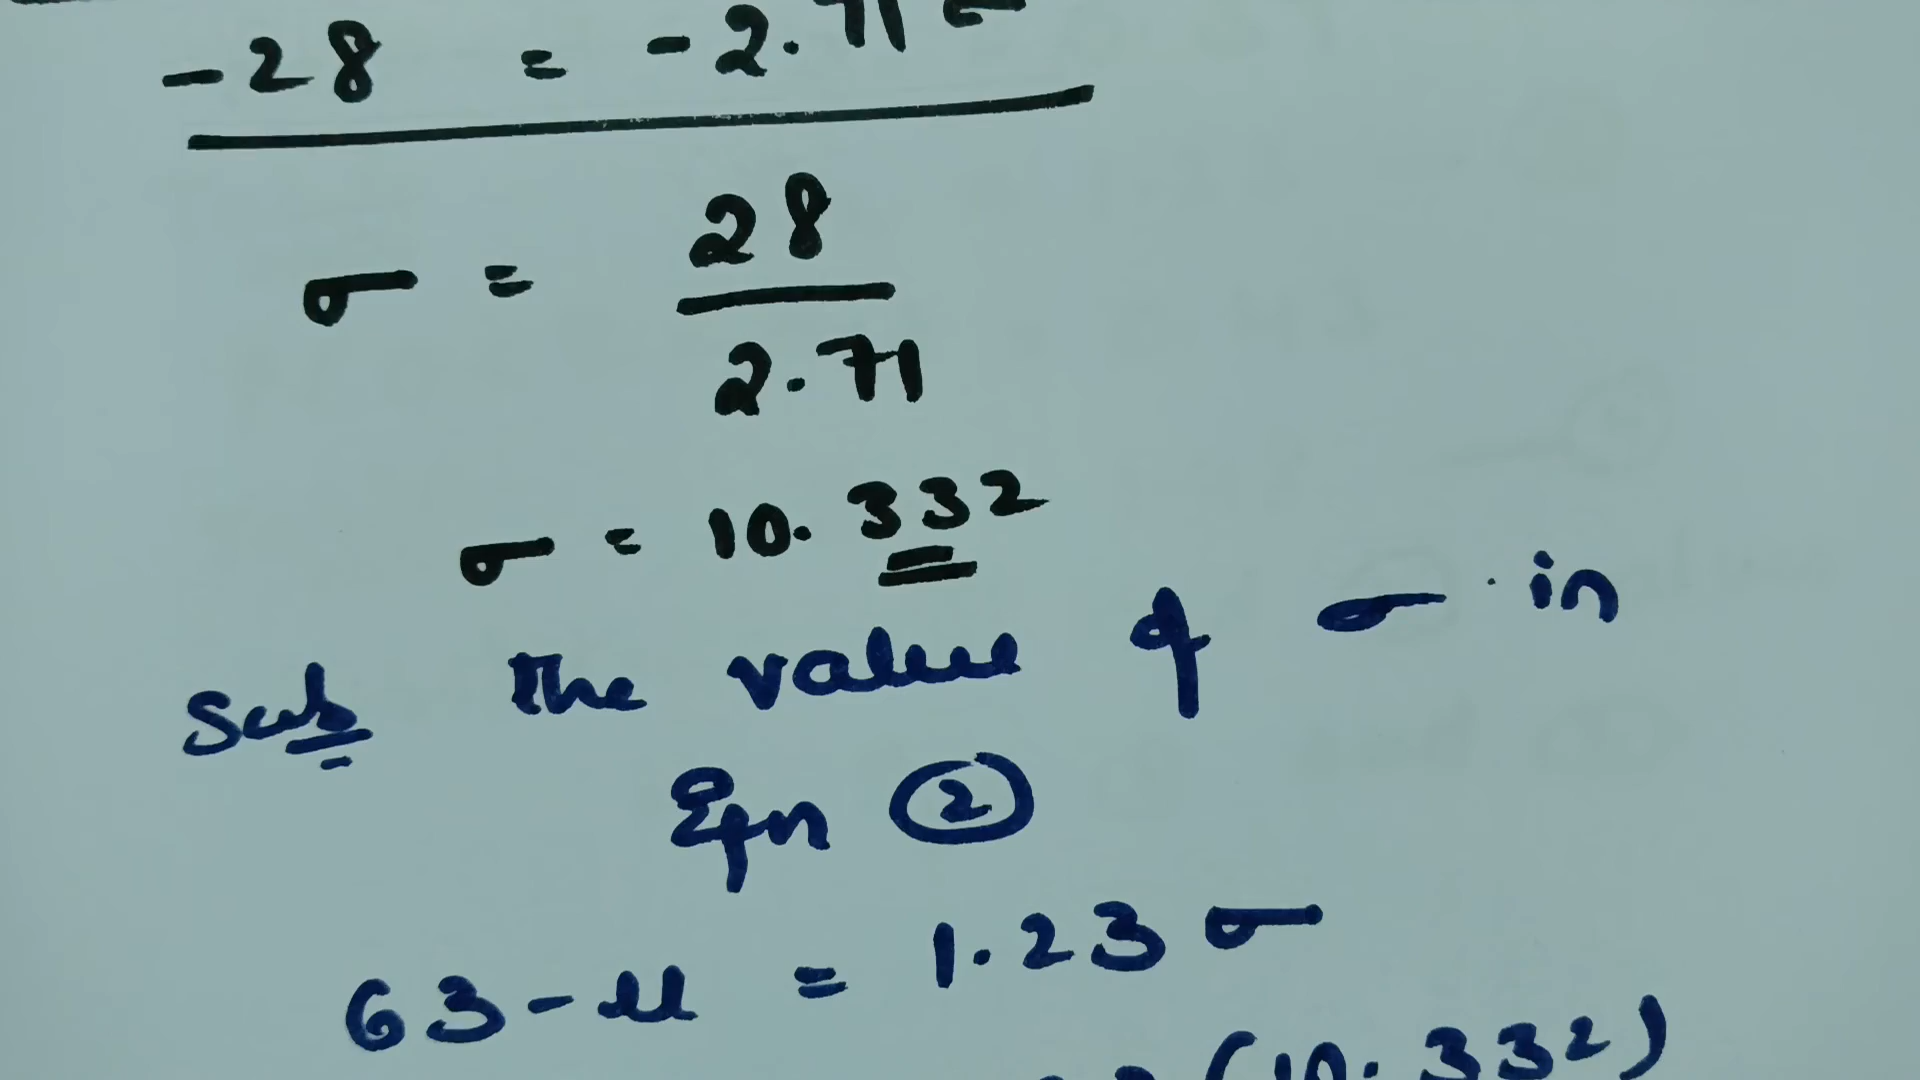 -28 = -2.71σ
σ = 28
2.71
σ = 10.332
Sub the value of σ in
Eqn ②
63-μ = 1.23σ
(10.332)